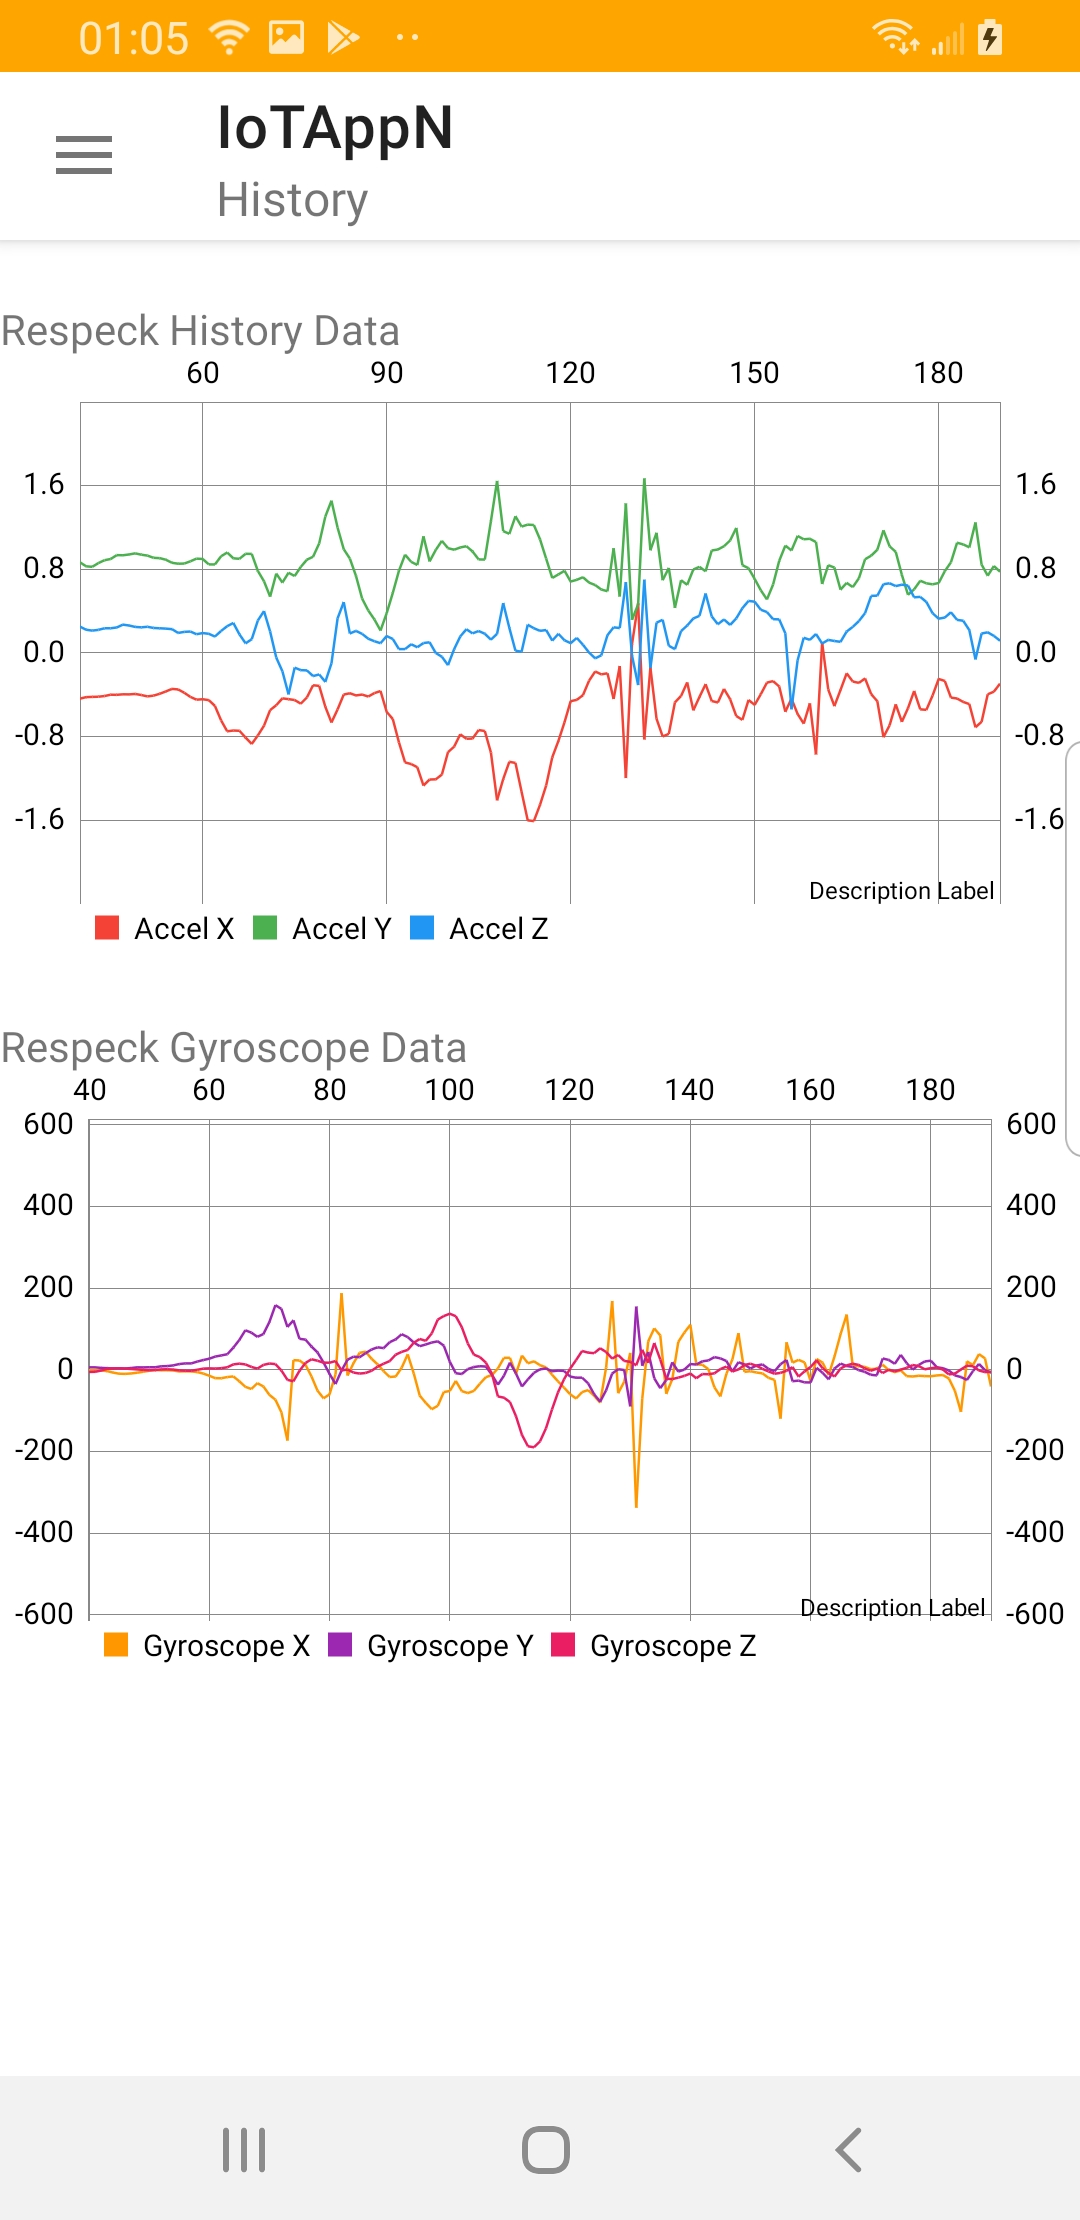 01:05
IoTAppN
History
Respeck History Data
60 90 120 150 180
1.6 1.6
0.8 0.8
0.0 0.0
-0.8 -0.8
-1.6 -1.6
Description Label
Accel X Accel Y Accel Z
Respeck Gyroscope Data
40 60 80 100 120 140 160 180
600 600
400 400
200 200
0 0
-200 -200
-400 -400
-600 Description Label -600
Gyroscope X Gyroscope Y Gyroscope Z